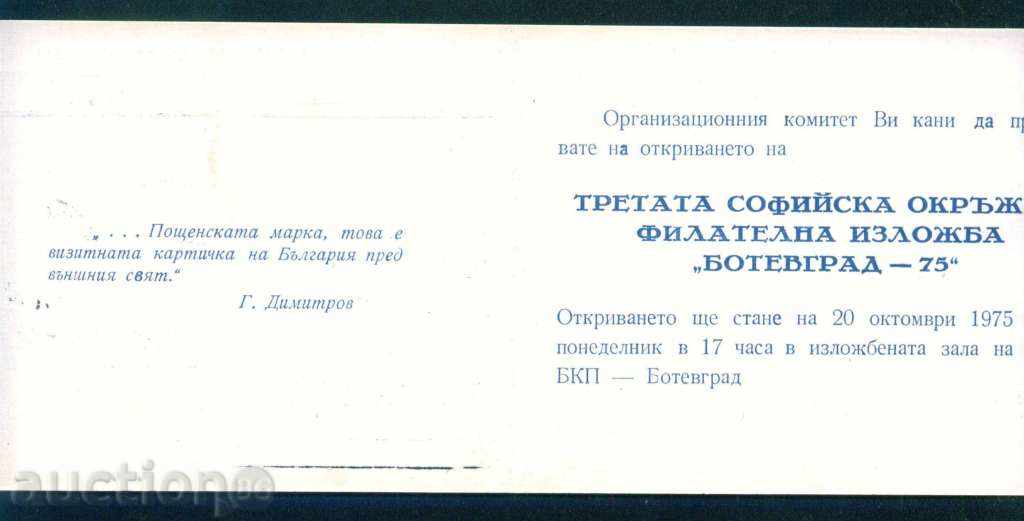 „ . . . Пощенската марка, това е
визитната картичка на България пред
външния свят.“
Г. Димитров
Организационния комитет Ви кани да пр
вате на откриването на
ТРЕТАТА СОФИЙСКА ОКРЪЖ
ФИЛАТЕЛНА ИЗЛОЖБА
„БОТЕВГРАД — 75“
Откриването ще стане на 20 октомври 1975
понеделник в 17 часа в изложбената зала на
БКП — Ботевград
auction.bg